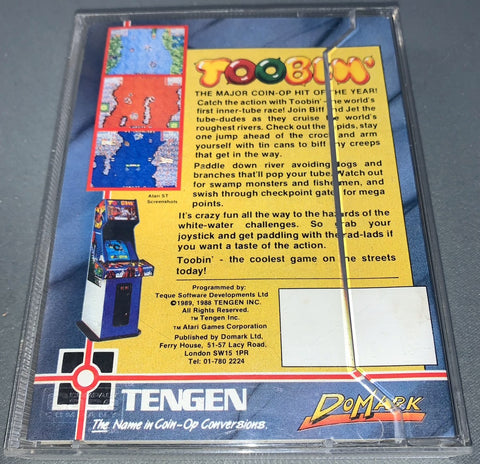 TOOBIN'
THE MAJOR COIN-OP HIT OF THE YEAR!
Catch the action with Toobin' - the world's
first inner-tube race! Join Biff and Jet the
tube-dudes as they cruise the world's
roughest rivers. Check out the rapids, stay
one jump ahead of the crocs and arm
yourself with tin cans to biff any creeps
that get in the way.
Paddle down river avoiding logs and
branches that'll pop your tube. Watch out
for swamp monsters and fishermen, and
swish through checkpoint gates for mega
points.
It's crazy fun all the way to the hazards of the
white-water challenges. So grab your
joystick and get paddling with the rad-lads if
you want a taste of the action.
Toobin' - the coolest game on the streets
today!
Atari ST
Screenshots
Programmed by:
Teque Software Developments Ltd
©1989, 1988 TENGEN INC.
All Rights Reserved.
TM Tengen Inc.
TM Atari Games Corporation
Published by Domark Ltd,
Ferry House, 51-57 Lacy Road,
London SW15 1PR
Tel: 01-780 2224
TENGEN
The Name in Coin-Op Conversions.
DOMARK